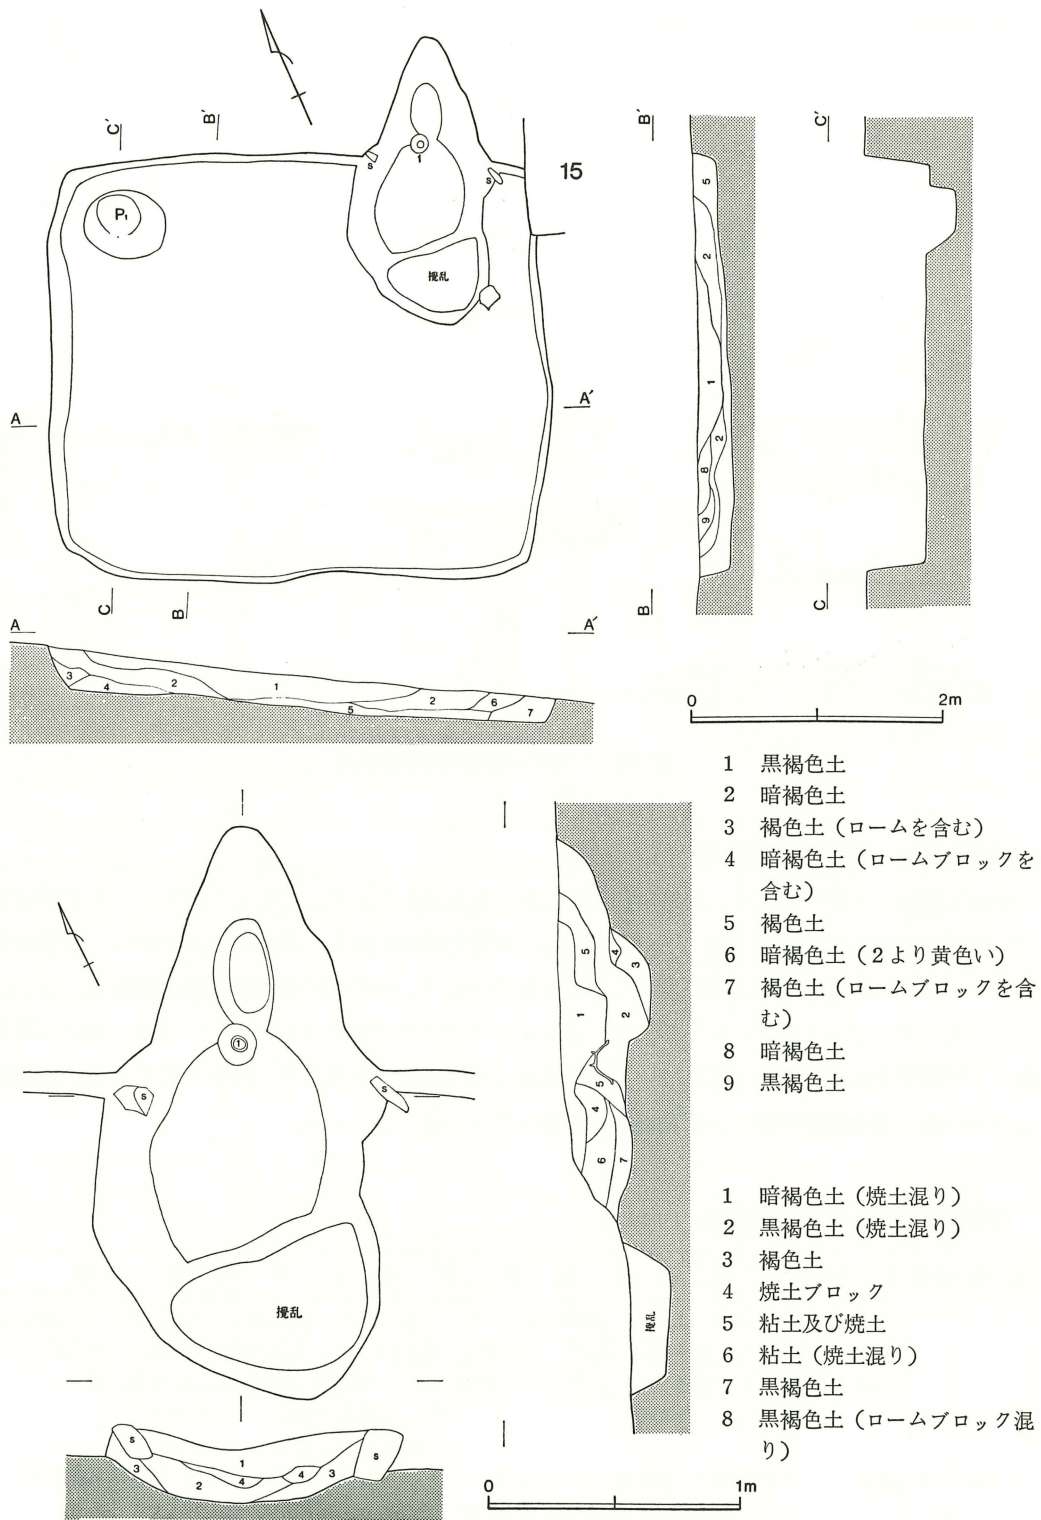 C′
B′
B′
C′
15
S
1
S
P₁
攪乱
5
2
1
2
8
9
A
A′
C
B
B
C
A
A′
3
4
2
1
5
2
6
7
0
2m
1 黒褐色土
2 暗褐色土
3 褐色土（ロームを含む）
4 暗褐色土（ロームブロックを
含む）
5 褐色土
6 暗褐色土（2より黄色い）
7 褐色土（ロームブロックを含
む）
8 暗褐色土
9 黒褐色土
S
1
S
攪乱
5
4
3
1
2
5
4
6
7
攪乱
1 暗褐色土（焼土混り）
2 黒褐色土（焼土混り）
3 褐色土
4 焼土ブロック
5 粘土及び焼土
6 粘土（焼土混り）
7 黒褐色土
8 黒褐色土（ロームブロック混
り）
S
3
2
1
4
4
3
S
0
1m